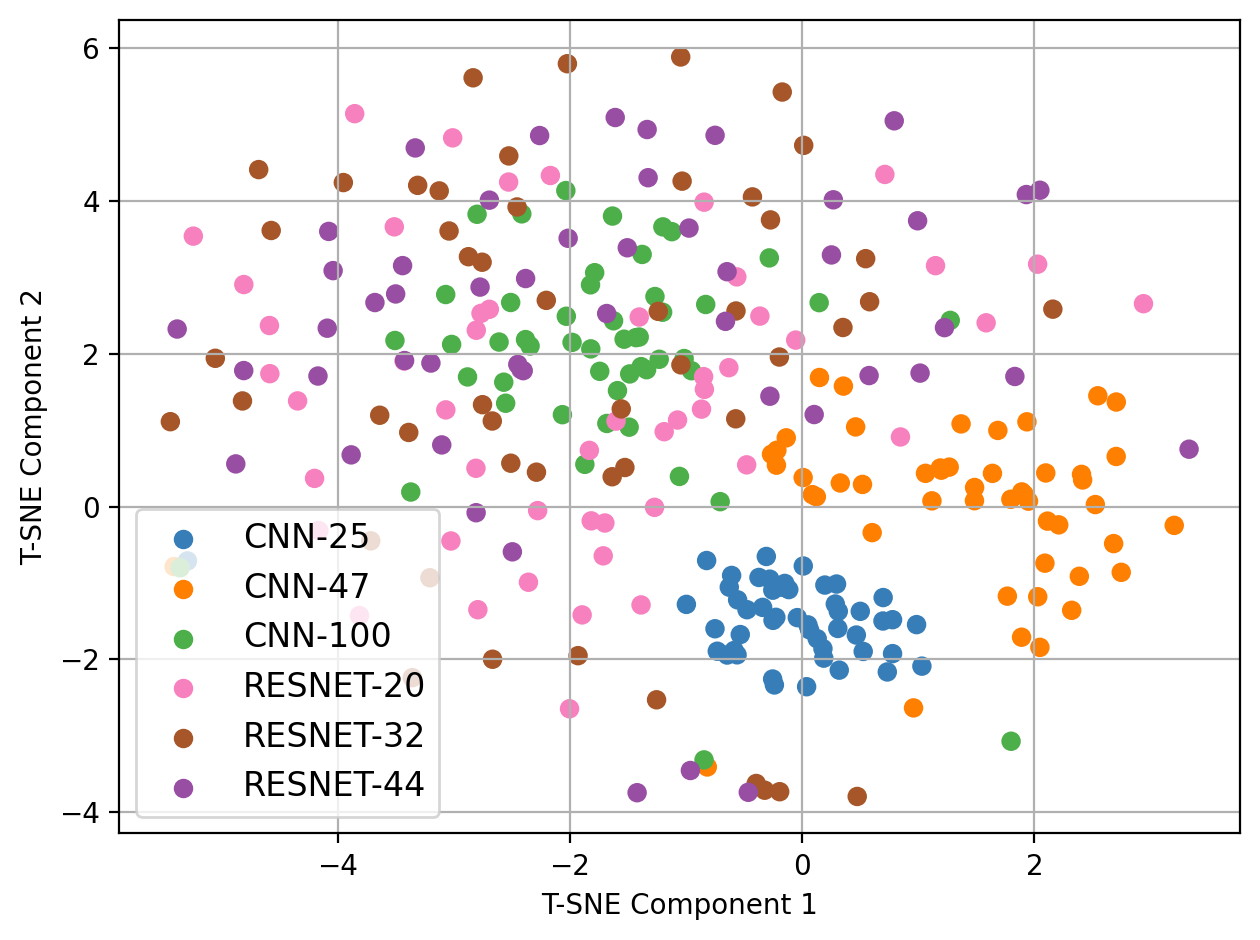 6
4
2
0
−2
−4
T-SNE Component 2
CNN-25
CNN-47
CNN-100
RESNET-20
RESNET-32
RESNET-44
−4
−2
0
2
T-SNE Component 1